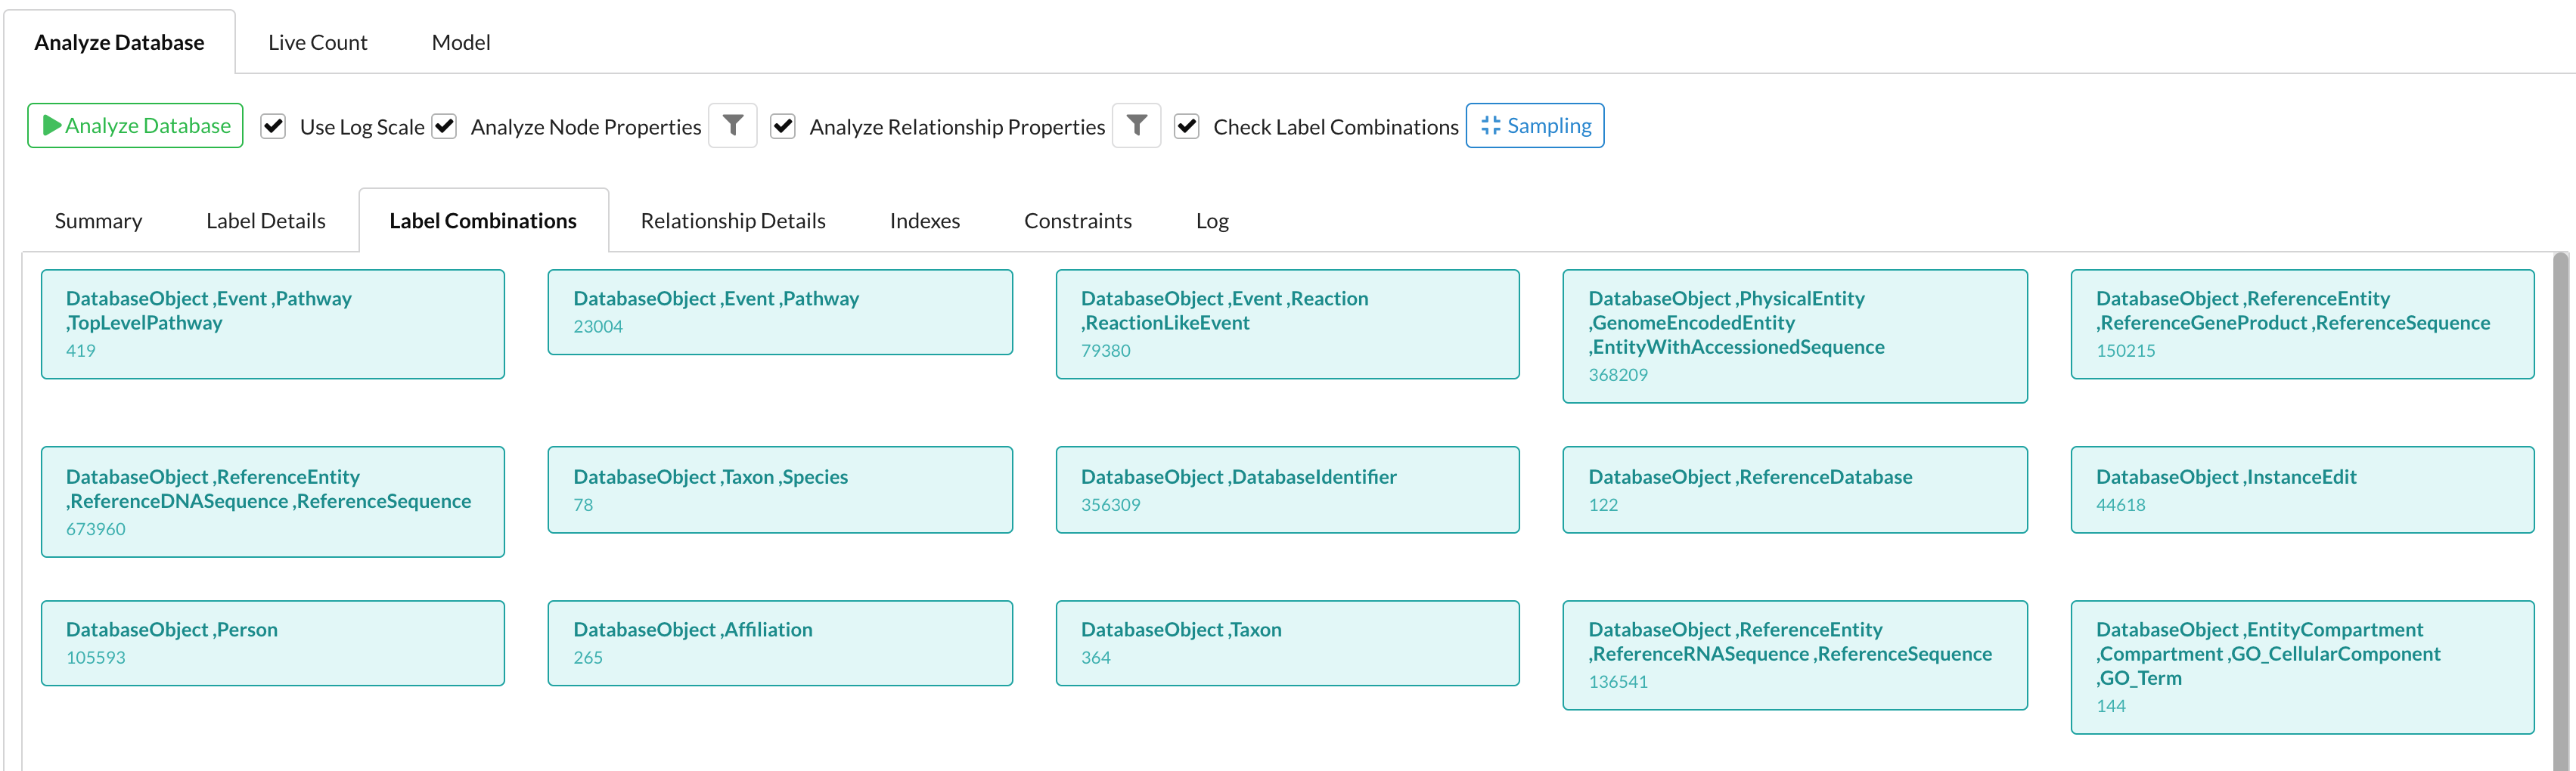 Analyze Database
Live Count
Model
Analyze Database
Use Log Scale
Analyze Node Properties
Analyze Relationship Properties
Check Label Combinations
Sampling
Summary
Label Details
Label Combinations
Relationship Details
Indexes
Constraints
Log
DatabaseObject ,Event ,Pathway
,TopLevelPathway
419
DatabaseObject ,Event ,Pathway
23004
DatabaseObject ,Event ,Reaction
,ReactionLikeEvent
79380
DatabaseObject ,PhysicalEntity
,GenomeEncodedEntity
,EntityWithAccessionedSequence
368209
DatabaseObject ,ReferenceEntity
,ReferenceGeneProduct ,ReferenceSequence
150215
DatabaseObject ,ReferenceEntity
,ReferenceDNASequence ,ReferenceSequence
673960
DatabaseObject ,Taxon ,Species
78
DatabaseObject ,DatabaseIdentifier
356309
DatabaseObject ,ReferenceDatabase
122
DatabaseObject ,InstanceEdit
44618
DatabaseObject ,Person
105593
DatabaseObject ,Affiliation
265
DatabaseObject ,Taxon
364
DatabaseObject ,ReferenceEntity
,ReferenceRNASequence ,ReferenceSequence
136541
DatabaseObject ,EntityCompartment
,Compartment ,GO_CellularComponent
,GO_Term
144